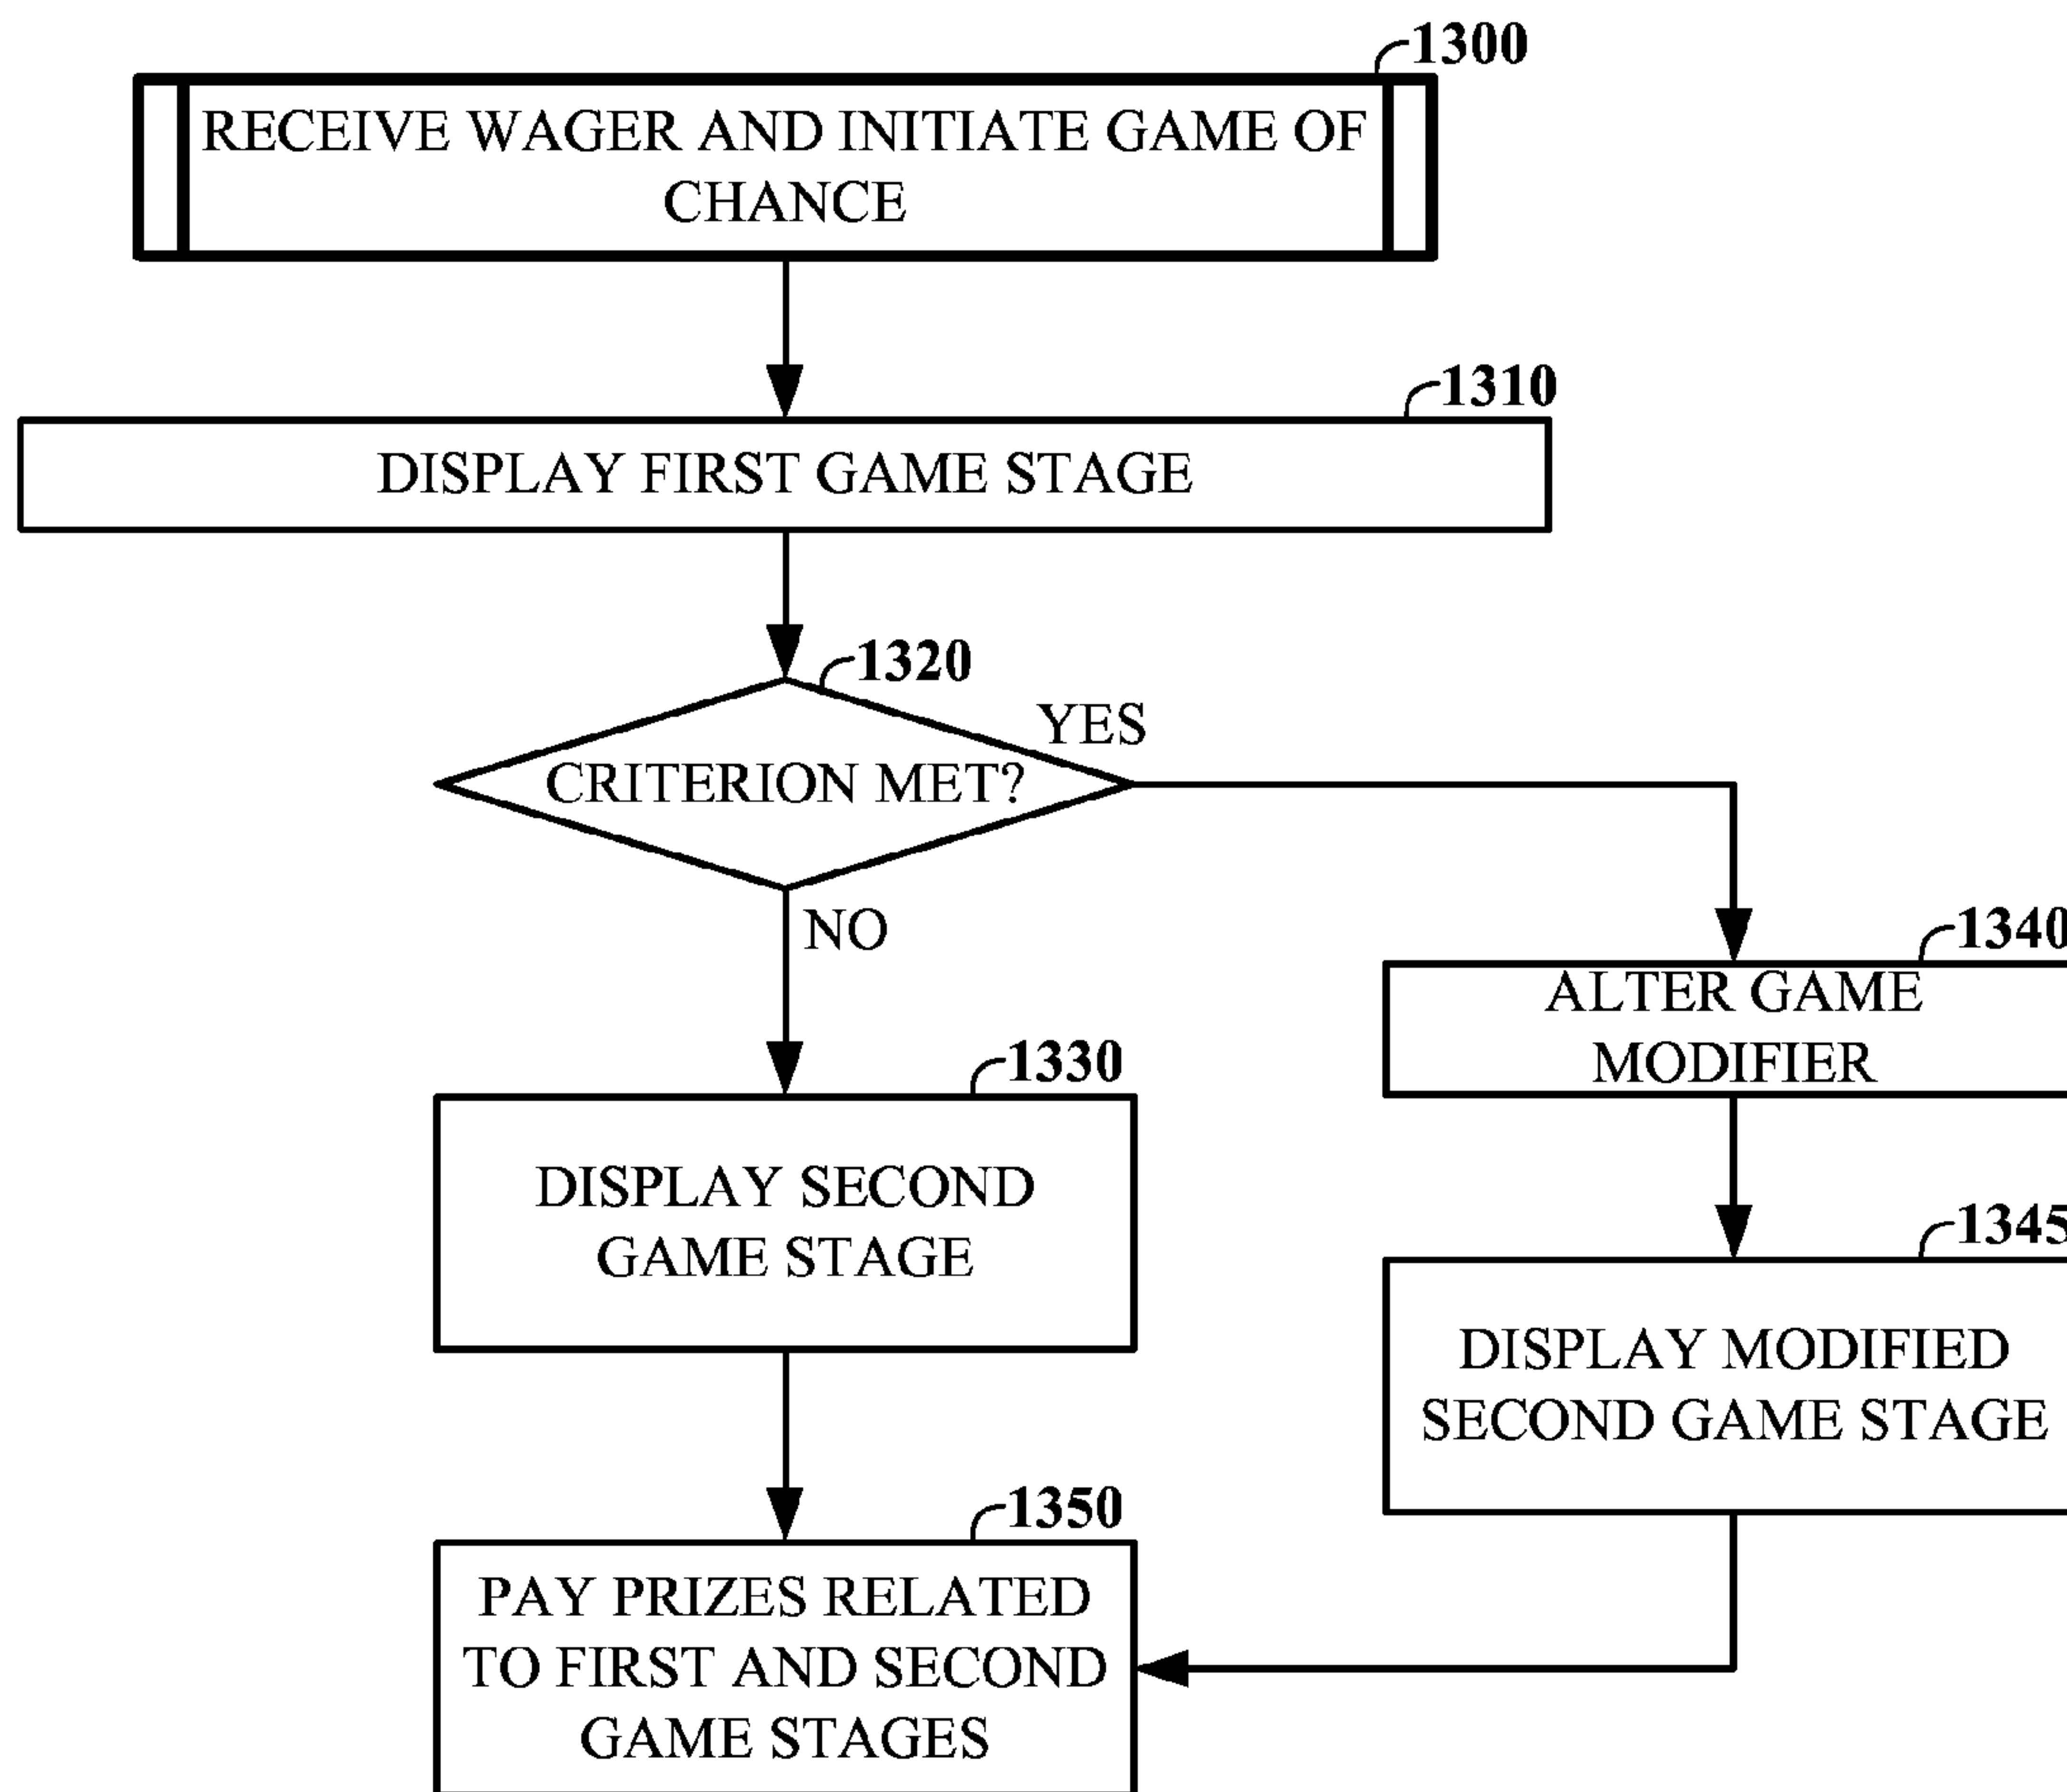 1300
RECEIVE WAGER AND INITIATE GAME OF
CHANCE
1310
DISPLAY FIRST GAME STAGE
1320
YES
CRITERION MET?
NO
1340
ALTER GAME
MODIFIER
1330
DISPLAY SECOND
GAME STAGE
1345
DISPLAY MODIFIED
SECOND GAME STAGE
1350
PAY PRIZES RELATED
TO FIRST AND SECOND
GAME STAGES